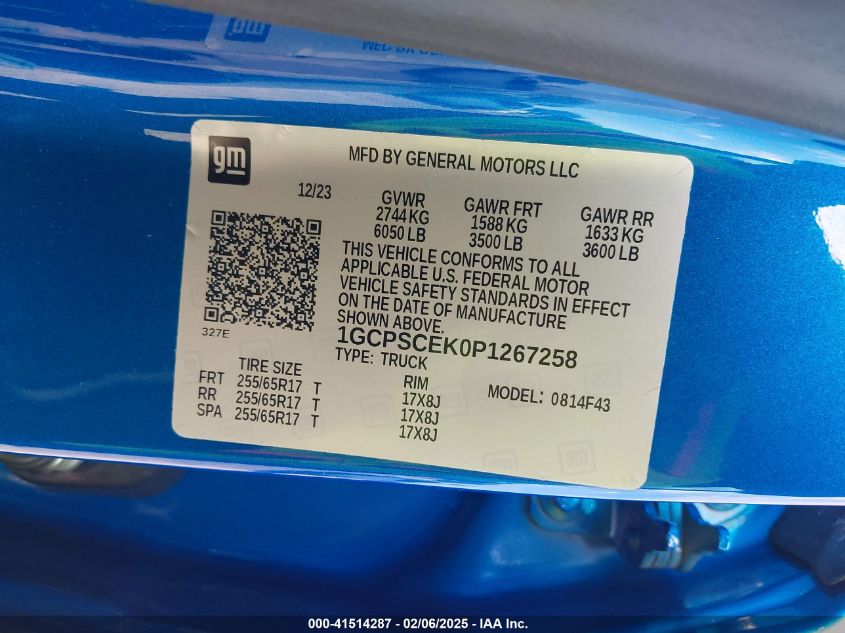 gm
MFD BY GENERAL MOTORS LLC
12/23
GVWR
2744 KG
6050 LB
GAWR FRT
1588 KG
3500 LB
GAWR RR
1633 KG
3600 LB
THIS VEHICLE CONFORMS TO ALL
APPLICABLE U.S. FEDERAL MOTOR
VEHICLE SAFETY STANDARDS IN EFFECT
ON THE DATE OF MANUFACTURE
SHOWN ABOVE.
327E
1GCPSCEK0P1267258
TYPE: TRUCK
TIRE SIZE
RIM
MODEL: 0814F43
FRT 255/65R17 T 17X8J
RR 255/65R17 T 17X8J
SPA 255/65R17 T 17X8J
000-41514287 - 02/06/2025 - IAA Inc.